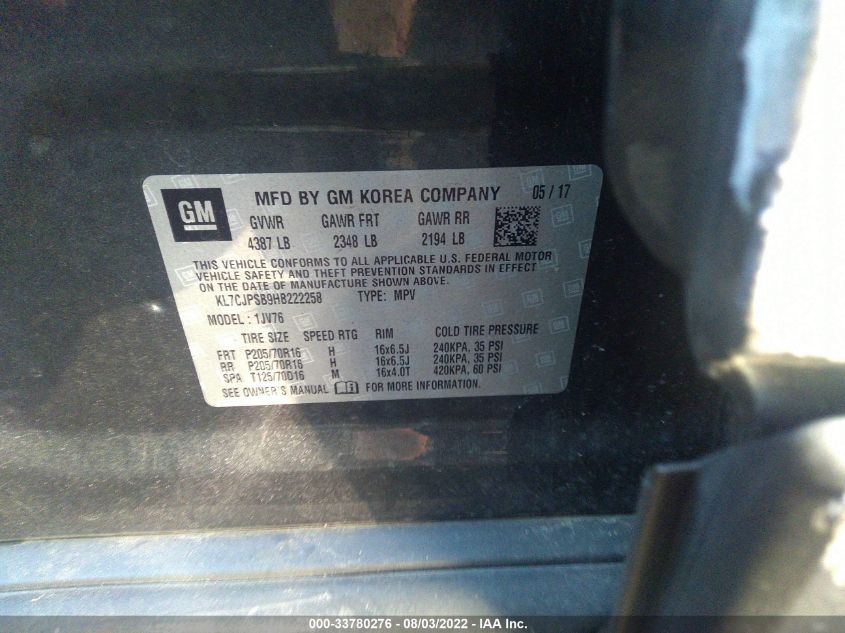 GM
MFD BY GM KOREA COMPANY 05/17
GVWR GAWR FRT GAWR RR
4387 LB 2348 LB 2194 LB
THIS VEHICLE CONFORMS TO ALL APPLICABLE U.S. FEDERAL MOTOR
VEHICLE SAFETY AND THEFT PREVENTION STANDARDS IN EFFECT
ON THE DATE OF MANUFACTURE SHOWN ABOVE.
KL7CJPSB9HB222258 TYPE: MPV
MODEL: 1JV76
TIRE SIZE SPEED RTG RIM COLD TIRE PRESSURE
FRT P205/70R16 H 16x6.5J 240KPA, 35 PSI
RR P205/70R16 H 16x6.5J 240KPA, 35 PSI
SPA T125/70D16 M 16x4.0T 420KPA, 60 PSI
SEE OWNER'S MANUAL FOR MORE INFORMATION.
000-33780276 - 08/03/2022 - IAA Inc.